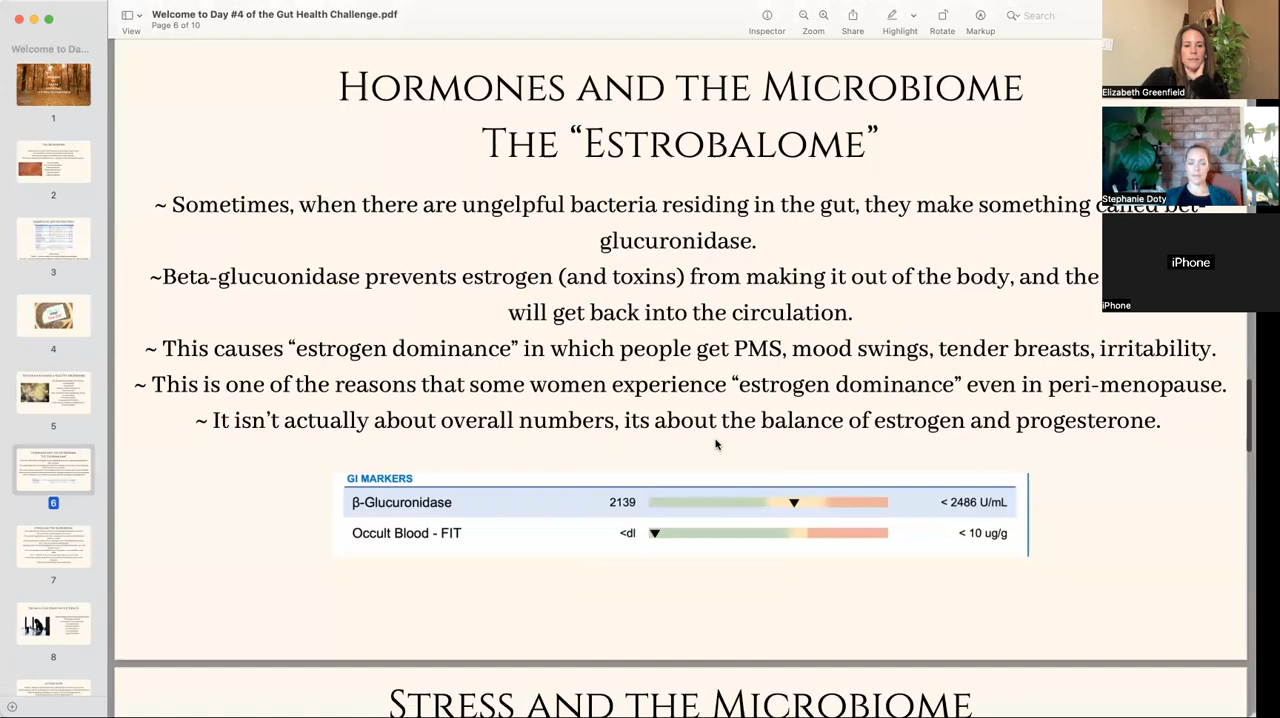 Welcome to Day #4 of the Gut Health Challenge.pdf
Page 6 of 10
View
Inspector
Zoom
Share
Highlight
Rotate
Markup
Search
Welcome to Da...
1
2
3
4
5
6
7
8
HORMONES AND THE MICROBIOME
THE “ESTROBALOME”
~ Sometimes, when there are ungelpful bacteria residing in the gut, they make something called bet-
glucuronidase.
~Beta-glucuonidase prevents estrogen (and toxins) from making it out of the body, and the
will get back into the circulation.
~ This causes “estrogen dominance” in which people get PMS, mood swings, tender breasts, irritability.
~ This is one of the reasons that some women experience “estrogen dominance” even in peri-menopause.
~ It isn’t actually about overall numbers, its about the balance of estrogen and progesterone.
GI MARKERS
β-Glucuronidase 2139 < 2486 U/mL
Occult Blood - FIT <dl < 10 ug/g
STRESS AND THE MICROBIOME
Elizabeth Greenfield
Stephanie Doty
iPhone
iPhone